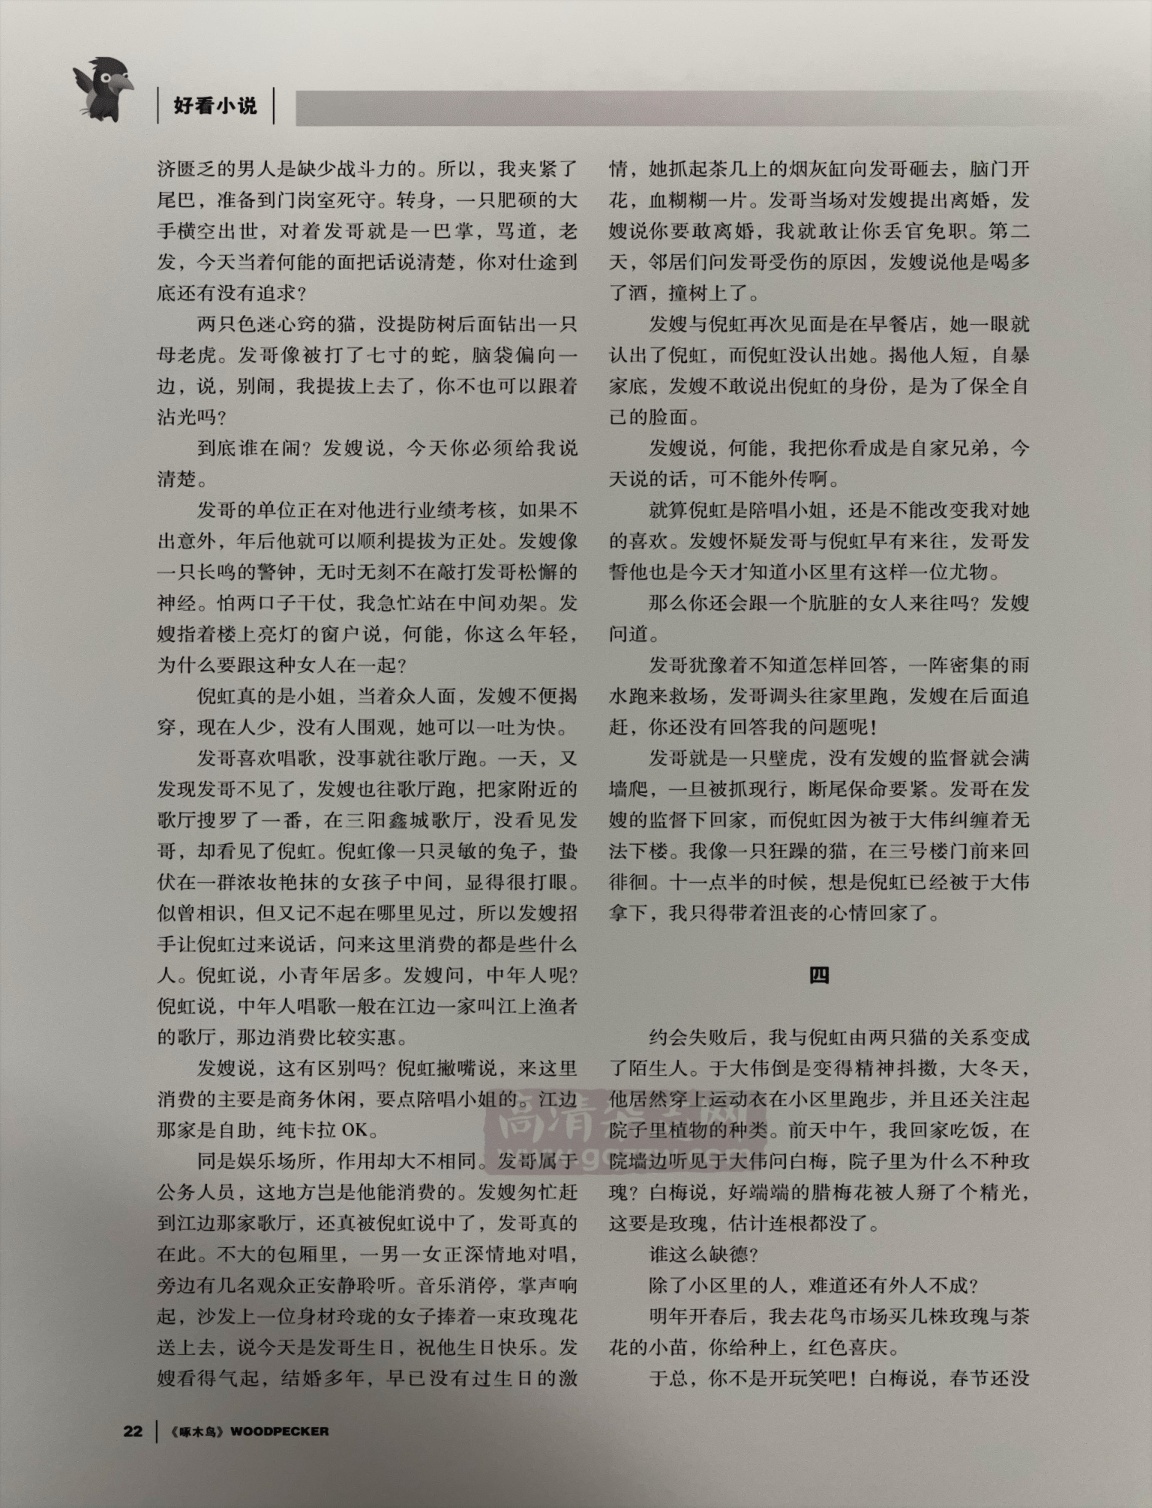 好看小说
济匮乏的男人是缺少战斗力的。所以，我夹紧了
尾巴，准备到门岗室死守。转身，一只肥硕的大
手横空出世，对着发哥就是一巴掌，骂道，老
发，今天当着何能的面把话说清楚，你对仕途到
底还有没有追求？
两只色迷心窍的猫，没提防树后面钻出一只
母老虎。发哥像被打了七寸的蛇，脑袋偏向一
边，说，别闹，我提拔上去了，你不也可以跟着
沾光吗？
到底谁在闹？发嫂说，今天你必须给我说
清楚。
发哥的单位正在对他进行业绩考核，如果不
出意外，年后他就可以顺利提拔为正处。发嫂像
一只长鸣的警钟，无时无刻不在敲打发哥松懈的
神经。怕两口子干仗，我急忙站在中间劝架。发
嫂指着楼上亮灯的窗户说，何能，你这么年轻，
为什么要跟这种女人在一起？
倪虹真的是小姐，当着众人面，发嫂不便揭
穿，现在人少，没有人围观，她可以一吐为快。
发哥喜欢唱歌，没事就往歌厅跑。一天，又
发现发哥不见了，发嫂也往歌厅跑，把家附近的
歌厅搜罗了一番，在三阳鑫城歌厅，没看见发
哥，却看见了倪虹。倪虹像一只灵敏的兔子，蛰
伏在一群浓妆艳抹的女孩子中间，显得很打眼。
似曾相识，但又记不起在哪里见过，所以发嫂招
手让倪虹过来说话，问来这里消费的都是些什么
人。倪虹说，小青年居多。发嫂问，中年人呢？
倪虹说，中年人唱歌一般在江边一家叫江上渔者
的歌厅，那边消费比较实惠。
发嫂说，这有区别吗？倪虹撇嘴说，来这里
消费的主要是商务休闲，要点陪唱小姐的。江边
那家是自助，纯卡拉OK。
同是娱乐场所，作用却大不相同。发哥属于
公务人员，这地方岂是他能消费的。发嫂匆忙赶
到江边那家歌厅，还真被倪虹说中了，发哥真的
在此。不大的包厢里，一男一女正深情地对唱，
旁边有几名观众正安静聆听。音乐消停，掌声响
起，沙发上一位身材玲珑的女子捧着一束玫瑰花
送上去，说今天是发哥生日，祝他生日快乐。发
嫂看得气起，结婚多年，早已没有过生日的激
情，她抓起茶几上的烟灰缸向发哥砸去，脑门开
花，血糊糊一片。发哥当场对发嫂提出离婚，发
嫂说你要敢离婚，我就敢让你丢官免职。第二
天，邻居们问发哥受伤的原因，发嫂说他是喝多
了酒，撞树上了。
发嫂与倪虹再次见面是在早餐店，她一眼就
认出了倪虹，而倪虹没认出她。揭他人短，自暴
家底，发嫂不敢说出倪虹的身份，是为了保全自
己的脸面。
发嫂说，何能，我把你看成是自家兄弟，今
天说的话，可不能外传啊。
就算倪虹是陪唱小姐，还是不能改变我对她
的喜欢。发嫂怀疑发哥与倪虹早有来往，发哥发
誓他也是今天才知道小区里有这样一位尤物。
那么你还会跟一个肮脏的女人来往吗？发嫂
问道。
发哥犹豫着不知道怎样回答，一阵密集的雨
水跑来救场，发哥调头往家里跑，发嫂在后面追
赶，你还没有回答我的问题呢！
发哥就是一只壁虎，没有发嫂的监督就会满
墙爬，一旦被抓现行，断尾保命要紧。发哥在发
嫂的监督下回家，而倪虹因为被于大伟纠缠着无
法下楼。我像一只狂躁的猫，在三号楼门前来回
徘徊。十一点半的时候，想是倪虹已经被于大伟
拿下，我只得带着沮丧的心情回家了。
四
约会失败后，我与倪虹由两只猫的关系变成
了陌生人。于大伟倒是变得精神抖擞，大冬天，
他居然穿上运动衣在小区里跑步，并且还关注起
院子里植物的种类。前天中午，我回家吃饭，在
院墙边听见于大伟问白梅，院子里为什么不种玫
瑰？白梅说，好端端的腊梅花被人掰了个精光，
这要是玫瑰，估计连根都没了。
谁这么缺德？
除了小区里的人，难道还有外人不成？
明年开春后，我去花鸟市场买几株玫瑰与茶
花的小苗，你给种上，红色喜庆。
于总，你不是开玩笑吧！白梅说，春节还没
22 《啄木鸟》WOODPECKER